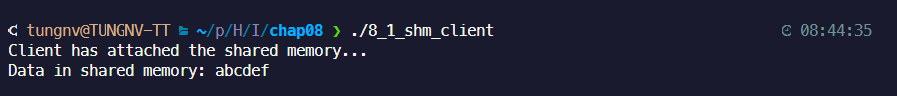 tungnv@TUNGNV-TT ~/p/H/I/chap08 ❯ ./8_1_shm_client 08:44:35
Client has attached the shared memory...
Data in shared memory: abcdef